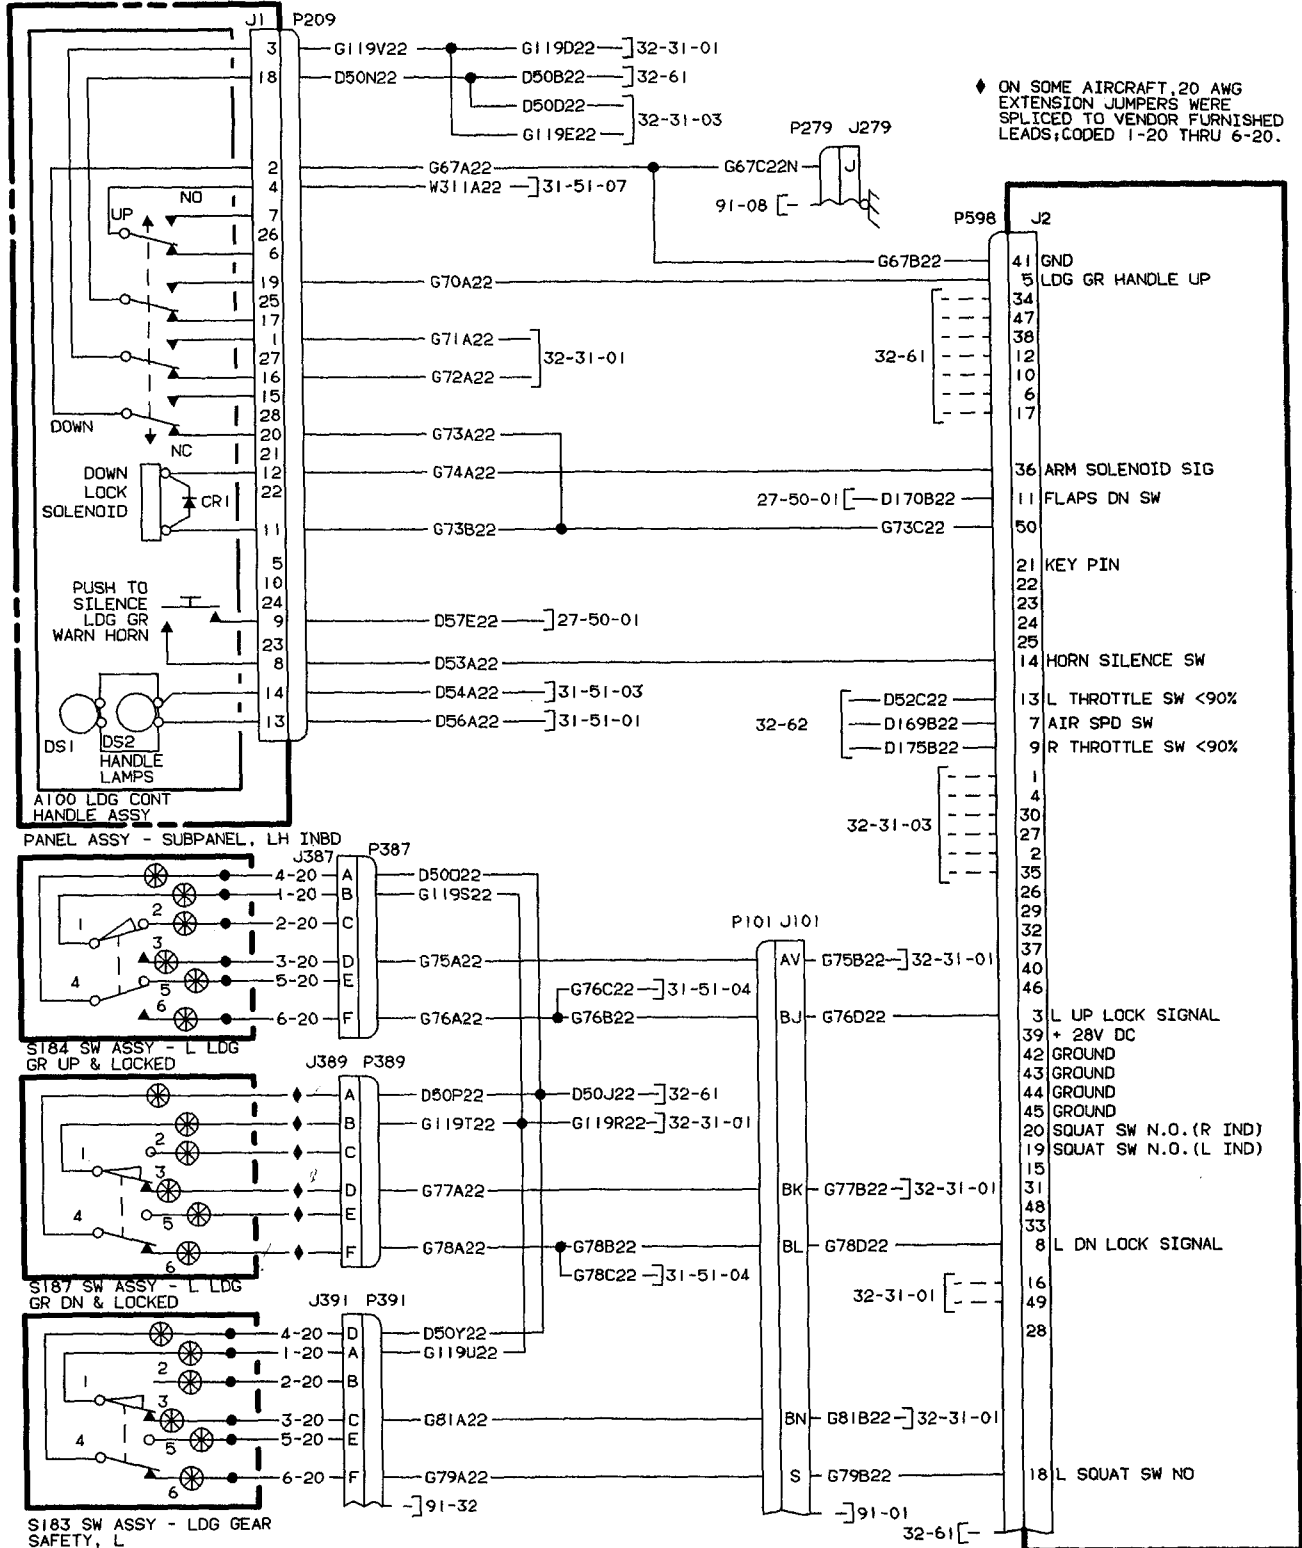 J1 P209
3 G119V22 G119D22 32-31-01
18 D50N22 D50B22 32-61
D50D22 32-31-03
G119E22
♦ ON SOME AIRCRAFT, 20 AWG
EXTENSION JUMPERS WERE
SPLICED TO VENDOR FURNISHED
LEADS; CODED 1-20 THRU 6-20.
P279 J279
2 G67A22 G67C22N J
4 W311A22 31-51-07
91-08
NO
UP
7
26
6
19 G70A22
25
17
1 G71A22
27 32-31-01
16 G72A22
15
28
DOWN
20 G73A22
NC
21
12 G74A22
22
DOWN
LOCK
SOLENOID
CR1
11 G73B22
5
10
24
PUSH TO
SILENCE
LDG GR
WARN HORN
9 D57E22 27-50-01
23
8 D53A22
14 D54A22 31-51-03
13 D56A22 31-51-01
DS1 DS2
HANDLE
LAMPS
A100 LDG CONT
HANDLE ASSY
PANEL ASSY - SUBPANEL, LH INBD
P598 J2
G67B22 41 GND
5 LDG GR HANDLE UP
34
47
38
32-61 12
10
6
17
36 ARM SOLENOID SIG
27-50-01 D170B22 11 FLAPS DN SW
G73C22 50
21 KEY PIN
22
23
24
25
14 HORN SILENCE SW
D52C22 13 L THROTTLE SW <90%
32-62 D169B22 7 AIR SPD SW
D175B22 9 R THROTTLE SW <90%
1
4
30
32-31-03 27
2
35
26
29
32
37
40
46
3 L UP LOCK SIGNAL
39 + 28V DC
42 GROUND
43 GROUND
44 GROUND
45 GROUND
20 SQUAT SW N.O. (R IND)
19 SQUAT SW N.O. (L IND)
15
31
48
33
8 L DN LOCK SIGNAL
16
32-31-01 49
28
18 L SQUAT SW NO
32-61
J387 P387
4-20 A D50Q22
1-20 B G119S22
1 2 2-20 C
3 3-20 D G75A22
4 5 5-20 E
6 6-20 F G76A22
G76C22 31-51-04
G76B22
S184 SW ASSY - L LDG
GR UP & LOCKED
P101 J101
AV G75B22 32-31-01
BJ G76D22
J389 P389
♦ A D50P22 D50J22 32-61
♦ B G119T22 G119R22 32-31-01
1 2 ♦ C
3 ♦ D G77A22 BK G77B22 32-31-01
4 5 ♦ E
6 ♦ F G78A22 G78B22 BL G78D22
G78C22 31-51-04
S187 SW ASSY - L LDG
GR DN & LOCKED
J391 P391
4-20 D D50Y22
1-20 A G119U22
1 2 2-20 B
3 3-20 C G81A22 BN G81B22 32-31-01
4 5 5-20 E
6 6-20 F G79A22 S G79B22
91-32
91-01
S183 SW ASSY - LDG GEAR
SAFETY, L